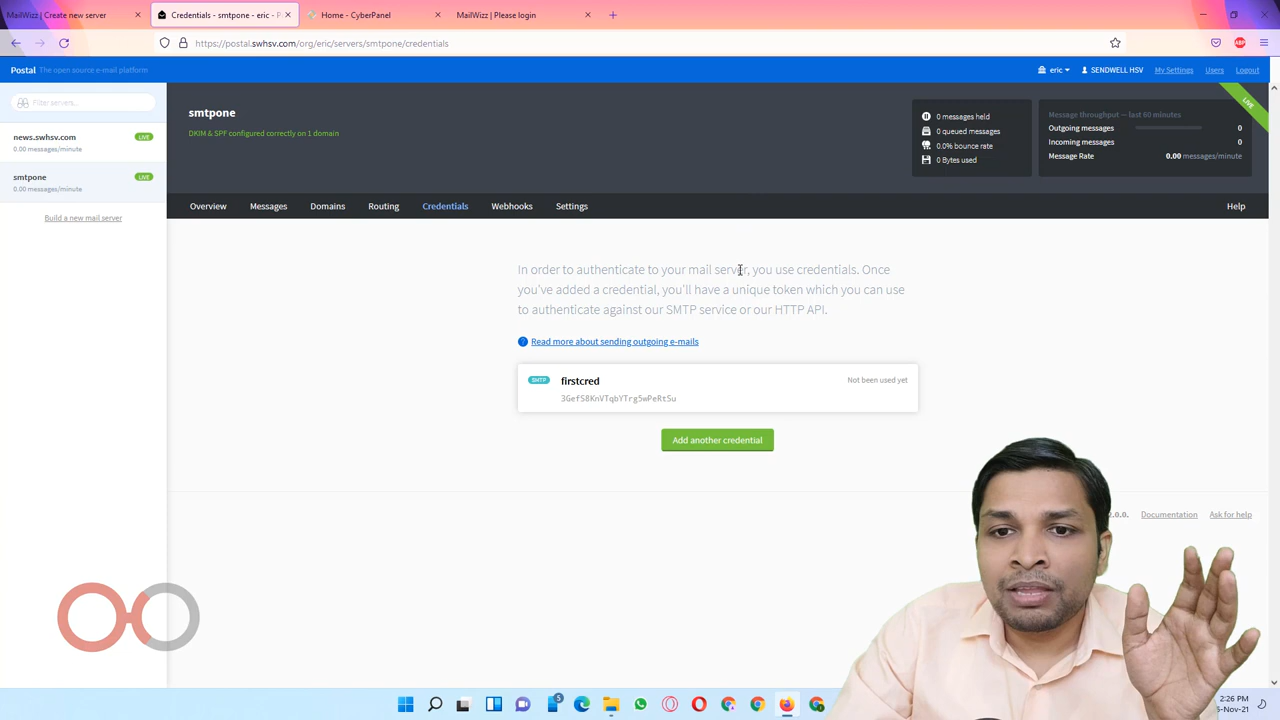 MailWizz | Create new server
Credentials - smtpone - eric - P
Home - CyberPanel
MailWizz | Please login
https://postal.swhsv.com/org/eric/servers/smtpone/credentials
ABP
Postal The open source e-mail platform
eric
SENDWELL HSV
My Settings
Users
Logout
Filter servers...
news.swhsv.com
LIVE
0.00 messages/minute
smtpone
LIVE
0.00 messages/minute
Build a new mail server
smtpone
DKIM & SPF configured correctly on 1 domain
0 messages held
0 queued messages
0.0% bounce rate
0 Bytes used
Message throughput — last 60 minutes
Outgoing messages 0
Incoming messages 0
Message Rate 0.00 messages/minute
LIVE
Overview Messages Domains Routing Credentials Webhooks Settings Help
In order to authenticate to your mail server, you use credentials. Once
you've added a credential, you'll have a unique token which you can use
to authenticate against our SMTP service or our HTTP API.
Read more about sending outgoing e-mails
SMTP firstcred Not been used yet
3GefS8KnVTqbYTrg5wPeRtSu
Add another credential
Documentation Ask for help
5
2:26 PM
-Nov-21